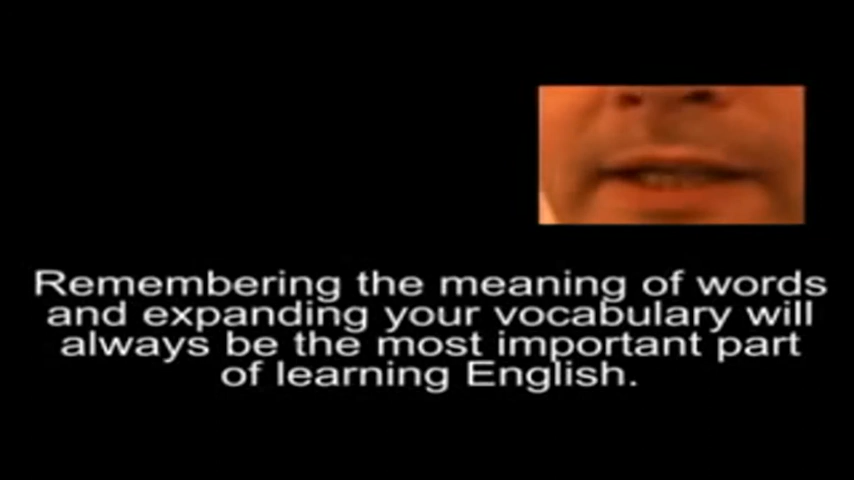 Remembering the meaning of words
and expanding your vocabulary will
always be the most important part
of learning English.